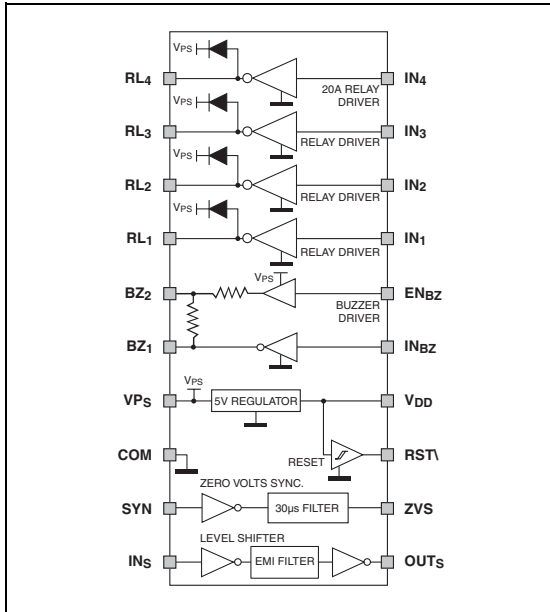 VPS
RL4 IN4
20A RELAY
DRIVER
VPS
RL3 IN3
RELAY DRIVER
VPS
RL2 IN2
RELAY DRIVER
VPS
RL1 IN1
RELAY DRIVER
VPS
BZ2 ENBZ
BUZZER
DRIVER
BZ1 INBZ
VPS
VPS 5V REGULATOR VDD
COM RESET RST\
ZERO VOLTS SYNC.
SYN 30µs FILTER ZVS
LEVEL SHIFTER
INS EMI FILTER OUTS